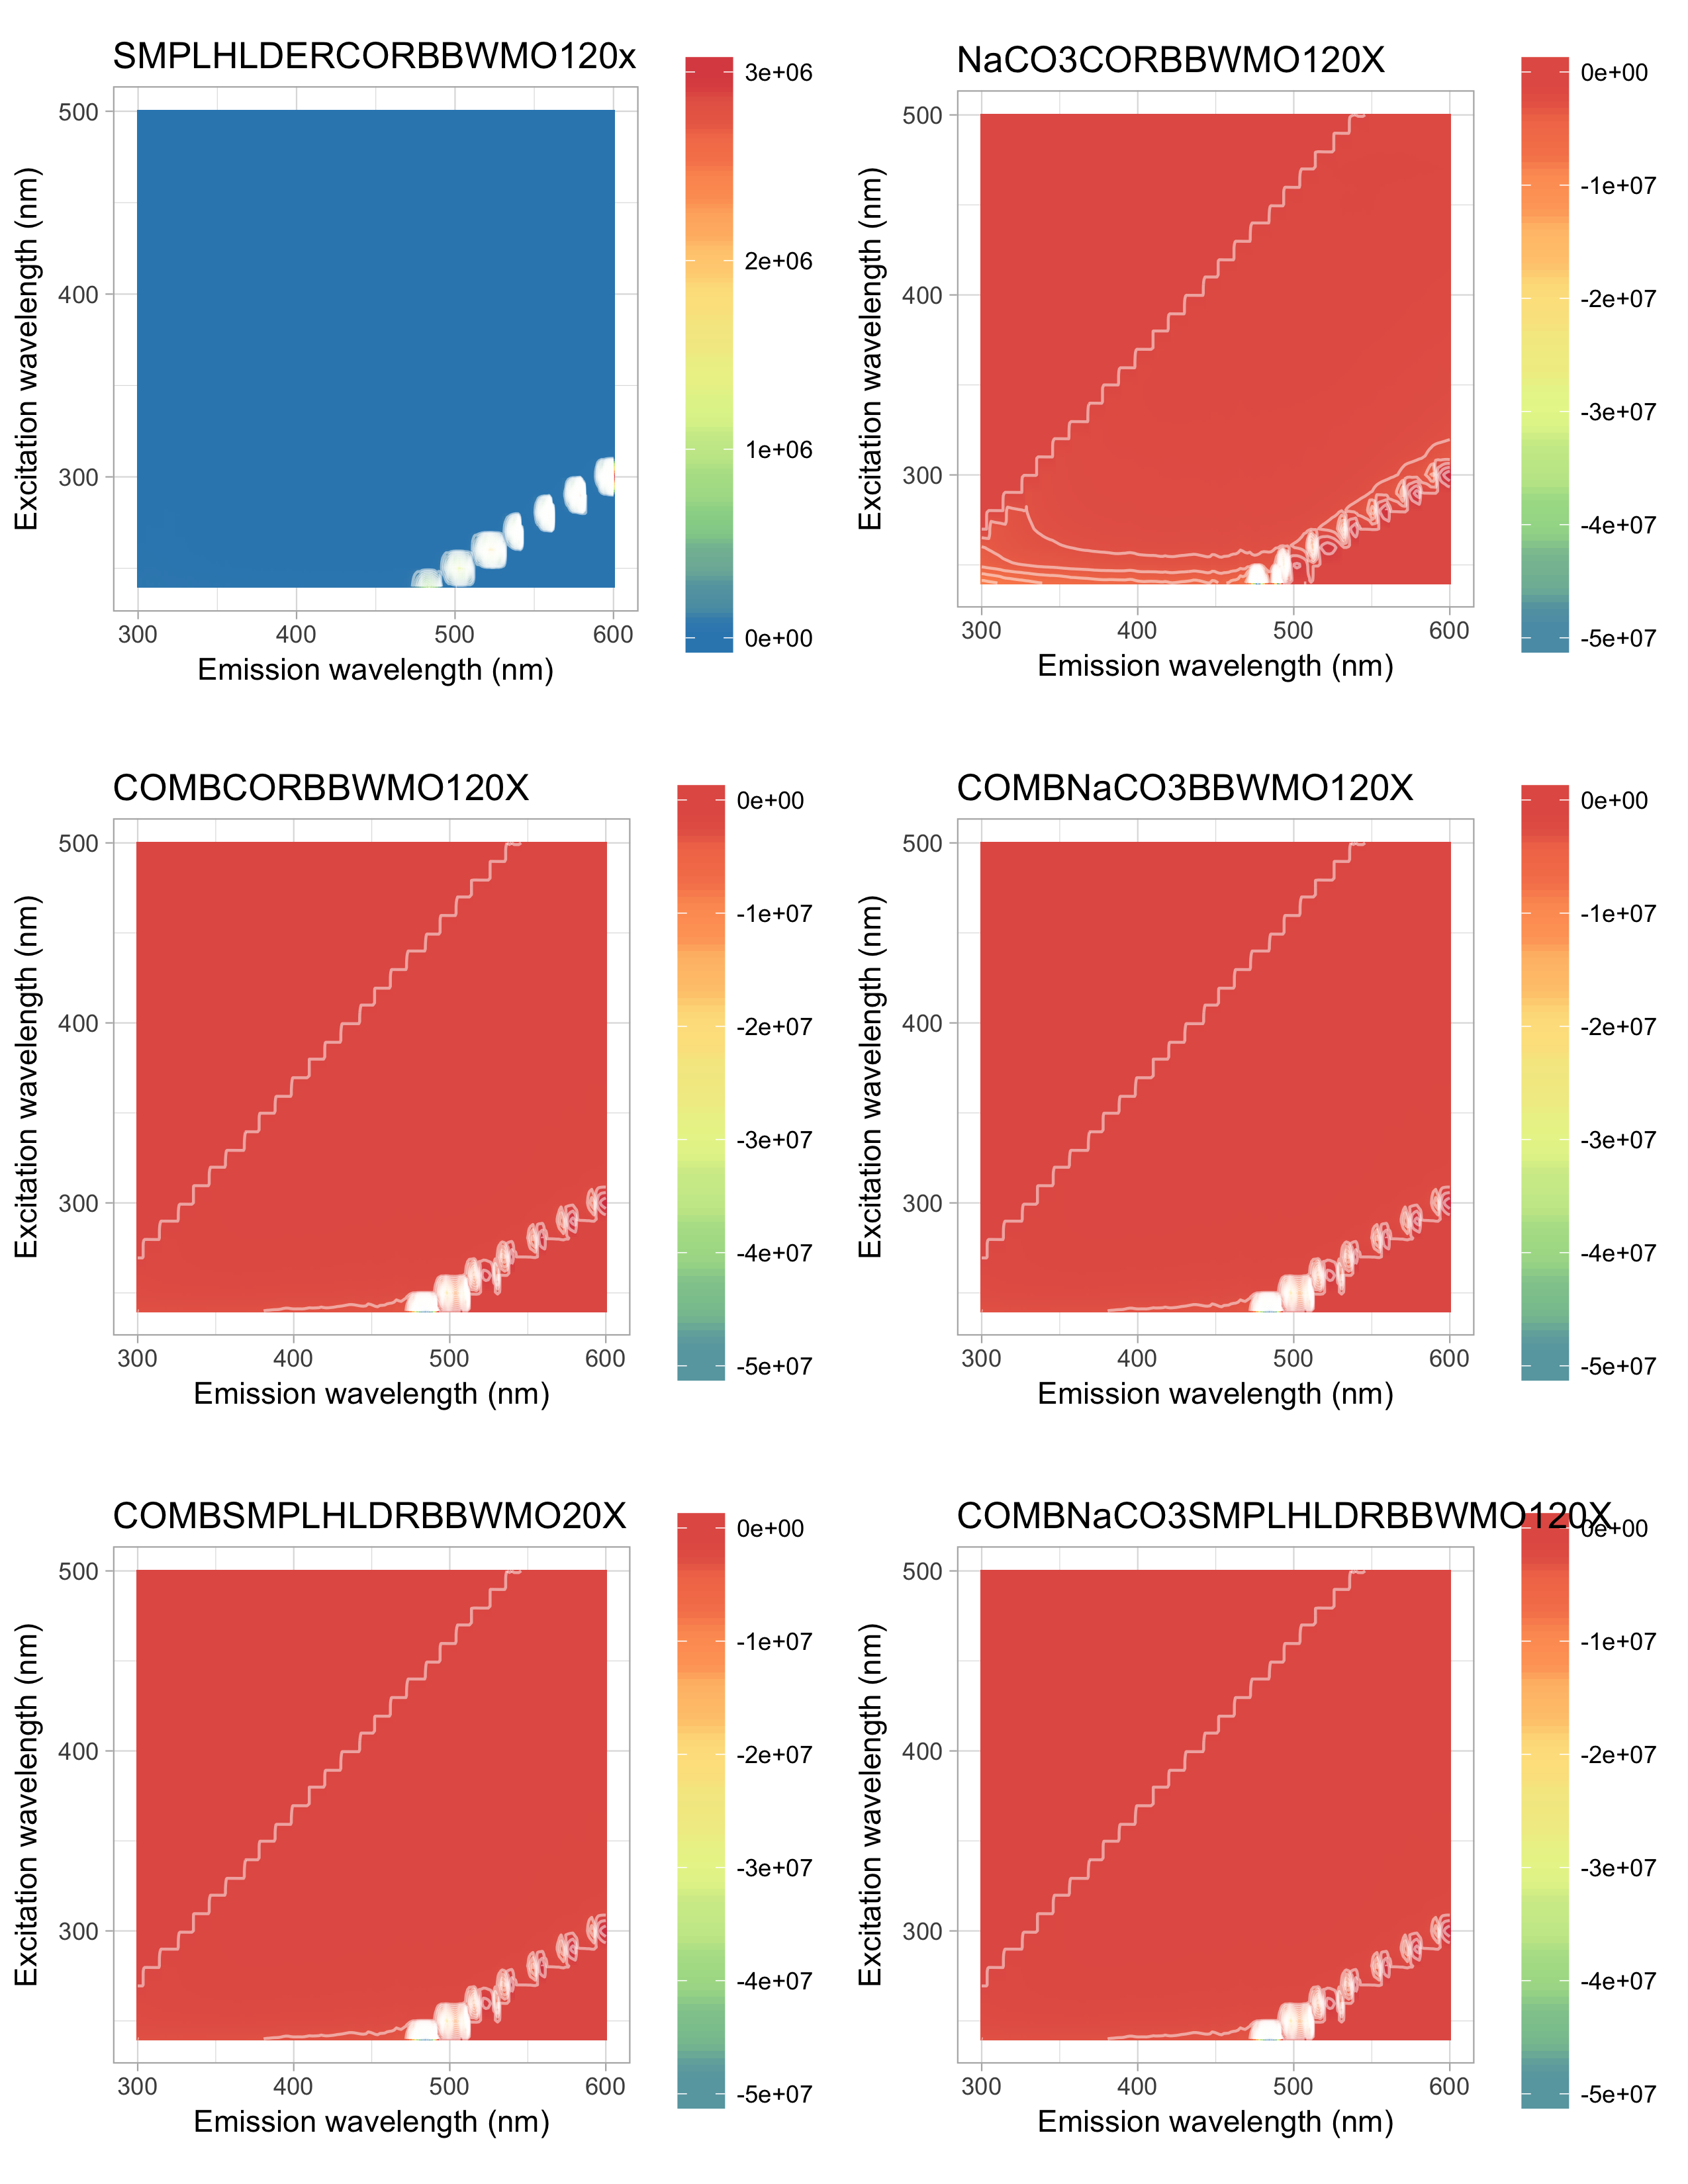 SMPLHLDERCORBBWMO120x
Excitation wavelength (nm)
500
400
300
300 400 500 600
Emission wavelength (nm)
3e+06
2e+06
1e+06
0e+00
NaCO3CORBBWMO120X
Excitation wavelength (nm)
500
400
300
300 400 500 600
Emission wavelength (nm)
0e+00
-1e+07
-2e+07
-3e+07
-4e+07
-5e+07
COMBCORBBWMO120X
Excitation wavelength (nm)
500
400
300
300 400 500 600
Emission wavelength (nm)
0e+00
-1e+07
-2e+07
-3e+07
-4e+07
-5e+07
COMBNaCO3BBWMO120X
Excitation wavelength (nm)
500
400
300
300 400 500 600
Emission wavelength (nm)
0e+00
-1e+07
-2e+07
-3e+07
-4e+07
-5e+07
COMBSMPLHLDRBBWMO20X
Excitation wavelength (nm)
500
400
300
300 400 500 600
Emission wavelength (nm)
0e+00
-1e+07
-2e+07
-3e+07
-4e+07
-5e+07
COMBNaCO3SMPLHLDRBBWMO120X
Excitation wavelength (nm)
500
400
300
300 400 500 600
Emission wavelength (nm)
0e+00
-1e+07
-2e+07
-3e+07
-4e+07
-5e+07